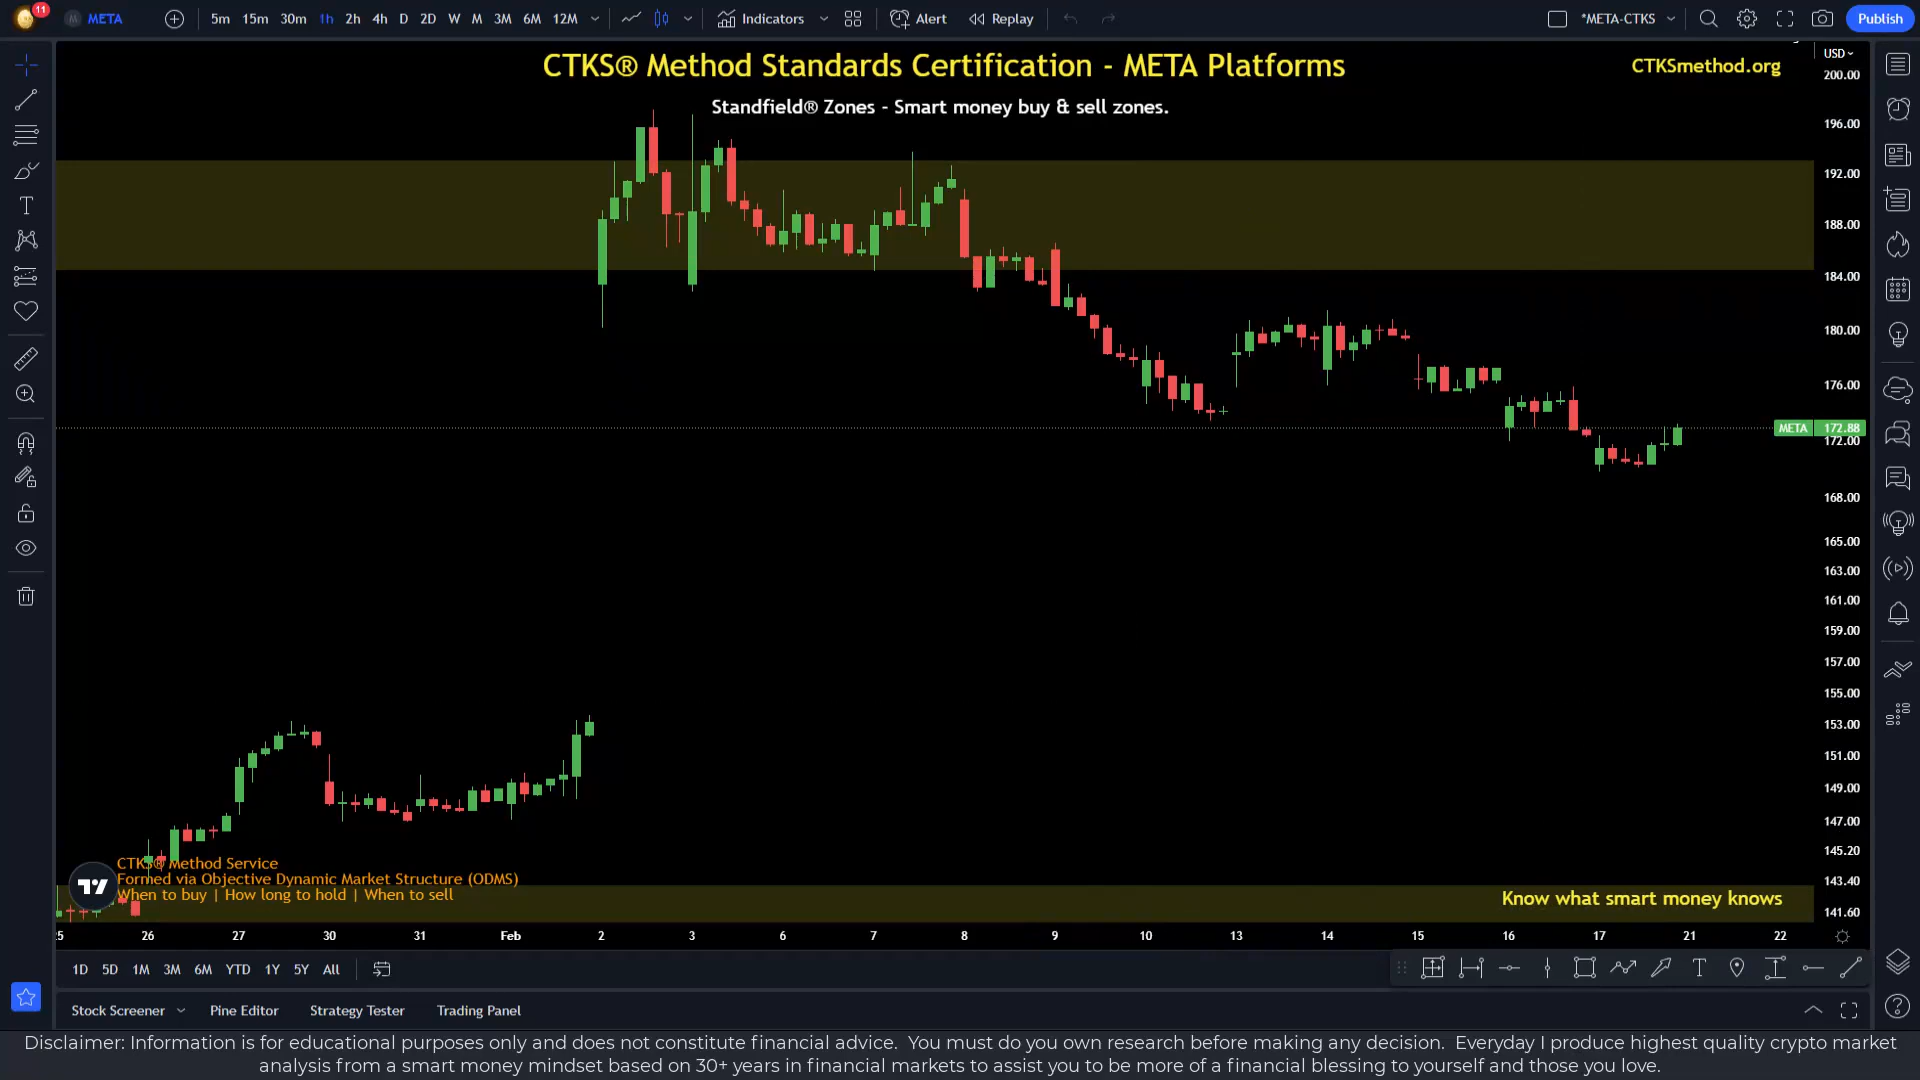 11
META
5m 15m 30m 1h 2h 4h D 2D W M 3M 6M 12M
Indicators
Alert
Replay
*META-CTKS
Publish
CTKS® Method Standards Certification - META Platforms
CTKSmethod.org
USD
Standfield® Zones - Smart money buy & sell zones.
200.00
196.00
192.00
188.00
184.00
180.00
176.00
META 172.88
172.00
168.00
165.00
163.00
161.00
159.00
157.00
155.00
153.00
151.00
149.00
147.00
145.20
143.40
141.60
CTKS® Method Service
Formed via Objective Dynamic Market Structure (ODMS)
When to buy | How long to hold | When to sell
Know what smart money knows
5 26 27 30 31 Feb 2 3 6 7 8 9 10 13 14 15 16 17 21 22
1D 5D 1M 3M 6M YTD 1Y 5Y All
Stock Screener Pine Editor Strategy Tester Trading Panel
Disclaimer: Information is for educational purposes only and does not constitute financial advice. You must do you own research before making any decision. Everyday I produce highest quality crypto market
analysis from a smart money mindset based on 30+ years in financial markets to assist you to be more of a financial blessing to yourself and those you love.